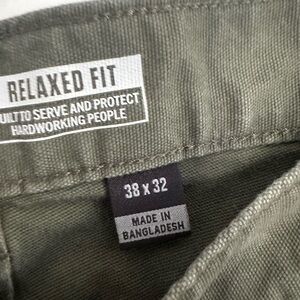 RELAXED FIT
UILT TO SERVE AND PROTECT
HARDWORKING PEOPLE
38 x 32
MADE IN
BANGLADESH